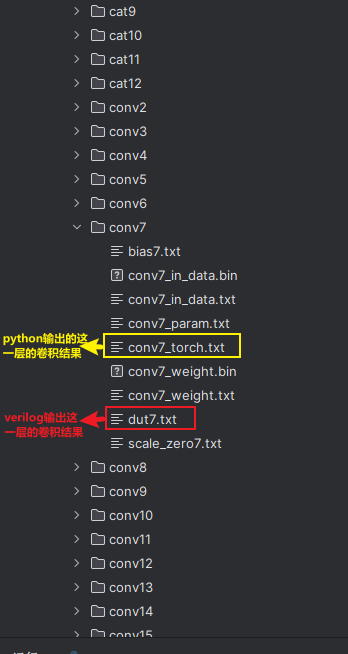 cat9
cat10
cat11
cat12
conv2
conv3
conv4
conv5
conv6
conv7
bias7.txt
conv7_in_data.bin
conv7_in_data.txt
conv7_param.txt
python输出的这
一层的卷积结果
conv7_torch.txt
conv7_weight.bin
conv7_weight.txt
verilog输出这
一层的卷积结果
dut7.txt
scale_zero7.txt
conv8
conv9
conv10
conv11
conv12
conv13
conv14
conv15